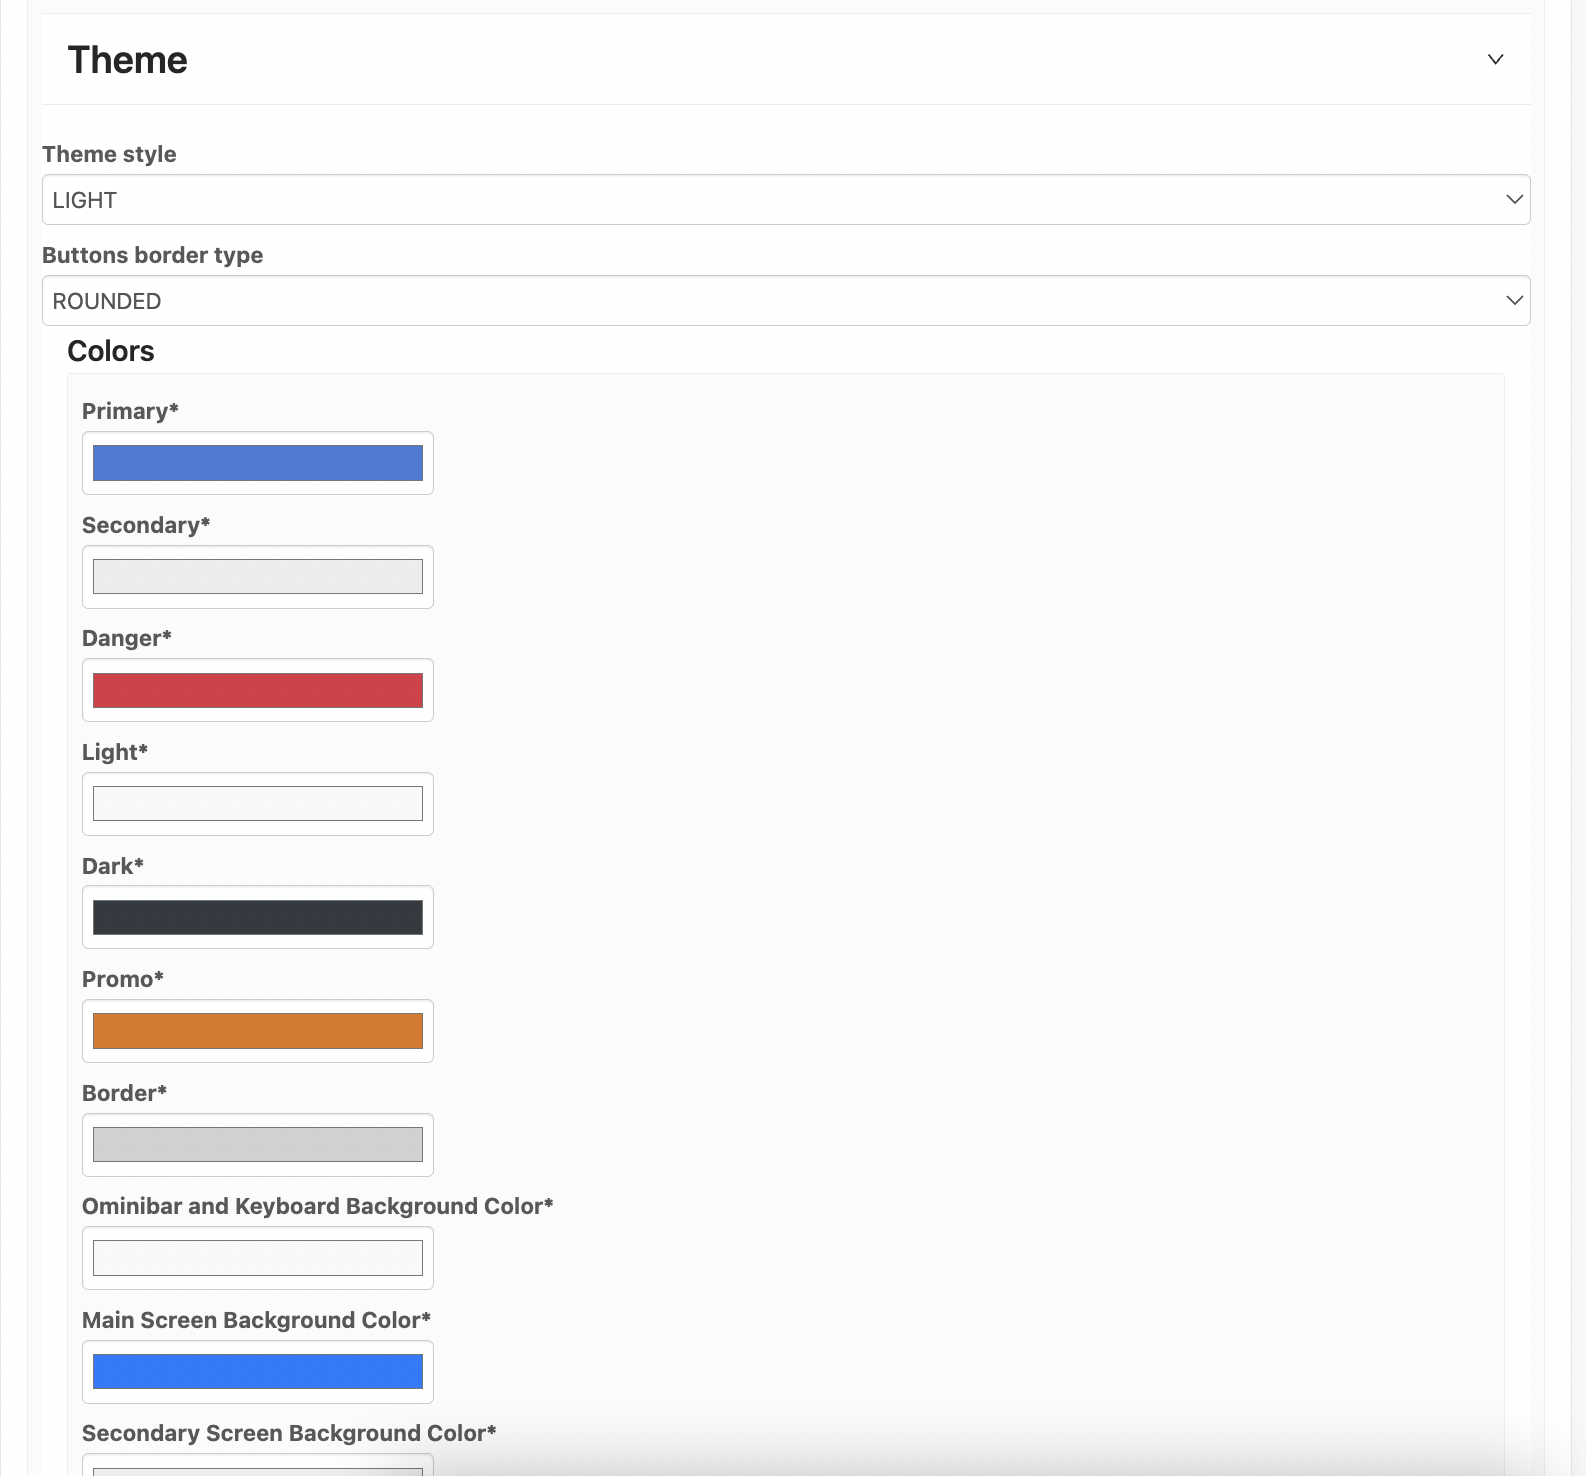 Theme
Theme style
LIGHT
Buttons border type
ROUNDED
Colors
Primary*
Secondary*
Danger*
Light*
Dark*
Promo*
Border*
Ominibar and Keyboard Background Color*
Main Screen Background Color*
Secondary Screen Background Color*